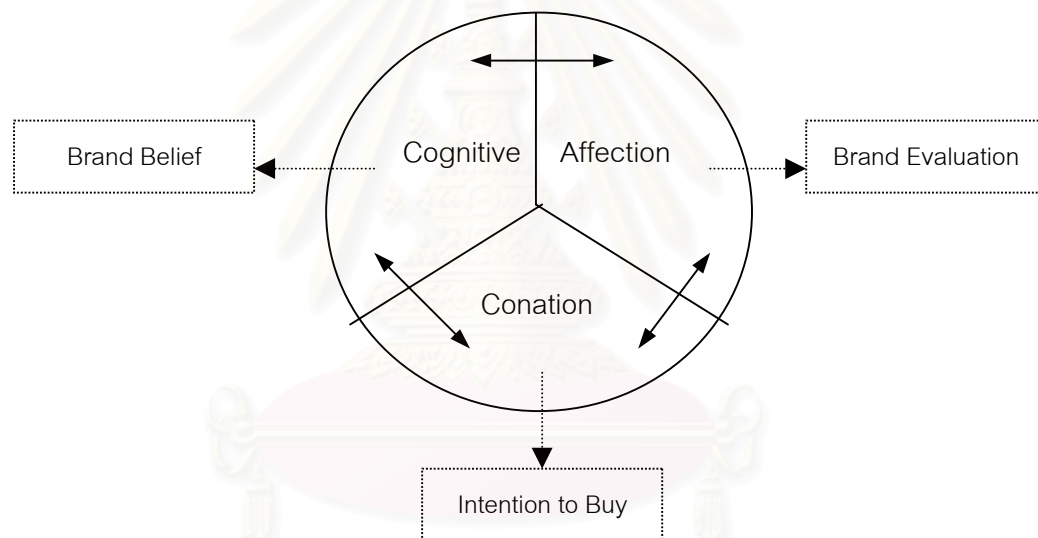 Brand Belief
Cognitive
Affection
Brand Evaluation
Conation
Intention to Buy